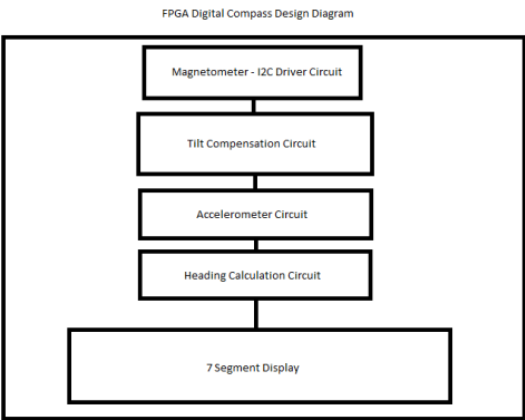 FPGA Digital Compass Design Diagram
Magnetometer - I2C Driver Circuit
Tilt Compensation Circuit
Accelerometer Circuit
Heading Calculation Circuit
7 Segment Display